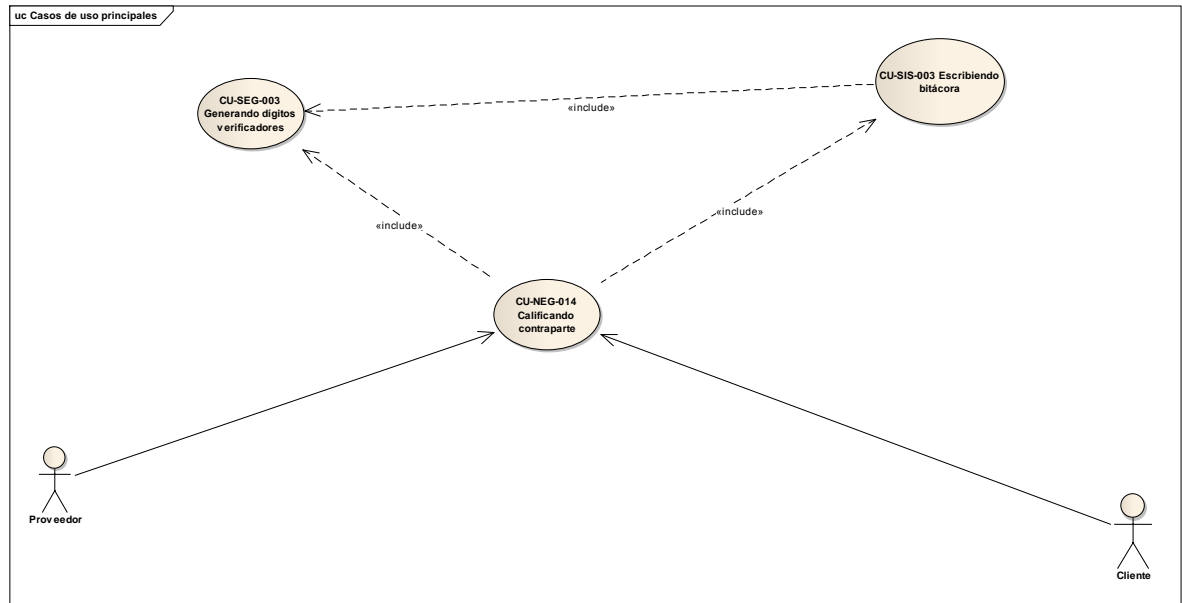 uc Casos de uso principales
CU-SEG-003
Generando dígitos
verificadores
CU-SIS-003 Escribiendo
bitácora
«include»
«include»
«include»
CU-NEG-014
Calificando
contraparte
Proveedor
Cliente